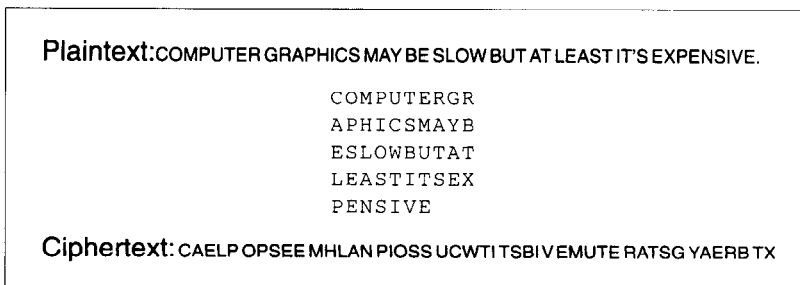 Plaintext: COMPUTER GRAPHICS MAY BE SLOW BUT AT LEAST IT'S EXPENSIVE.
COMPUTERGR
APHICSMAYB
ESLOWBUTAT
LEASTITSEX
PENSIVE
Ciphertext: CAELP OPSEE MHLAN PIOSS UCWTI TSBIV EMUTE RATSG YAERB TX